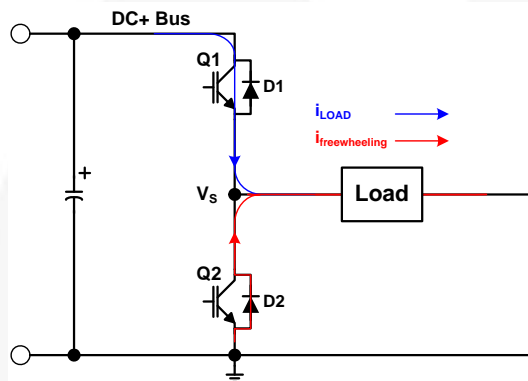 DC+ Bus
Q1
D1
iLOAD
ifreewheeling
+
VS
Load
Q2
D2